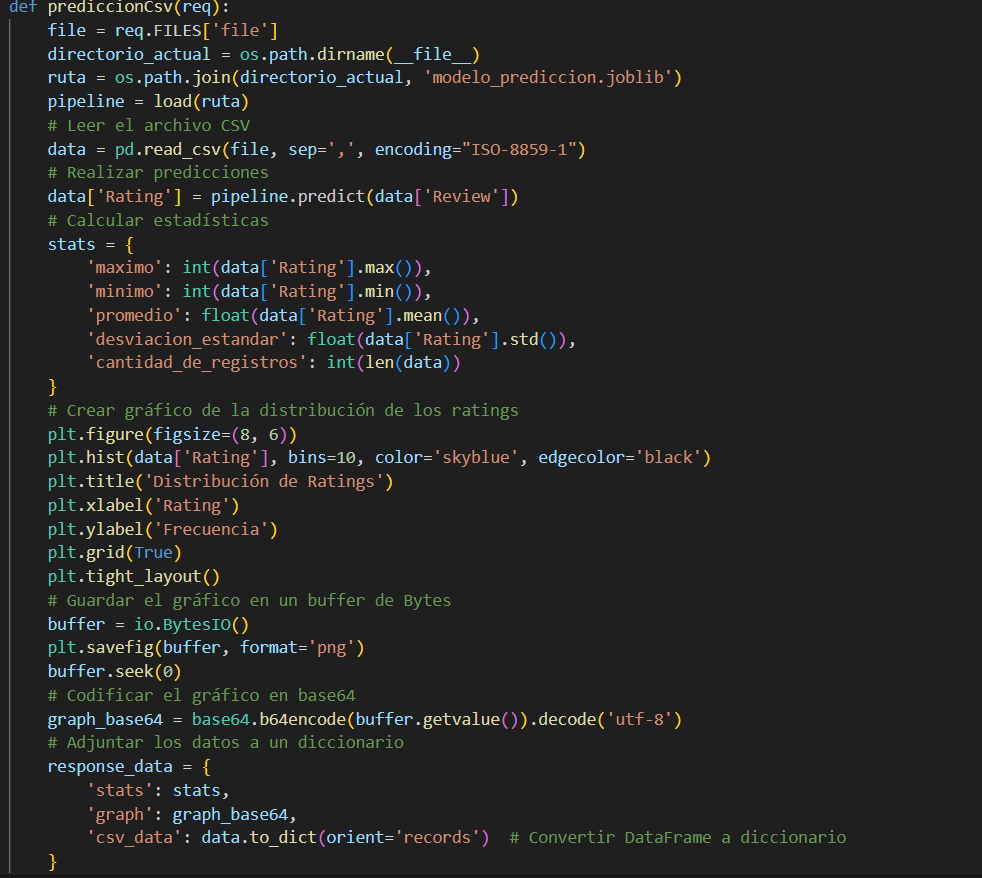 def prediccionCsv(req):
    file = req.FILES['file']
    directorio_actual = os.path.dirname(__file__)
    ruta = os.path.join(directorio_actual, 'modelo_prediccion.joblib')
    pipeline = load(ruta)
    # Leer el archivo CSV
    data = pd.read_csv(file, sep=',', encoding="ISO-8859-1")
    # Realizar predicciones
    data['Rating'] = pipeline.predict(data['Review'])
    # Calcular estadísticas
    stats = {
        'maximo': int(data['Rating'].max()),
        'minimo': int(data['Rating'].min()),
        'promedio': float(data['Rating'].mean()),
        'desviacion_estandar': float(data['Rating'].std()),
        'cantidad_de_registros': int(len(data))
    }
    # Crear gráfico de la distribución de los ratings
    plt.figure(figsize=(8, 6))
    plt.hist(data['Rating'], bins=10, color='skyblue', edgecolor='black')
    plt.title('Distribución de Ratings')
    plt.xlabel('Rating')
    plt.ylabel('Frecuencia')
    plt.grid(True)
    plt.tight_layout()
    # Guardar el gráfico en un buffer de Bytes
    buffer = io.BytesIO()
    plt.savefig(buffer, format='png')
    buffer.seek(0)
    # Codificar el gráfico en base64
    graph_base64 = base64.b64encode(buffer.getvalue()).decode('utf-8')
    # Adjuntar los datos a un diccionario
    response_data = {
        'stats': stats,
        'graph': graph_base64,
        'csv_data': data.to_dict(orient='records')  # Convertir DataFrame a diccionario
    }